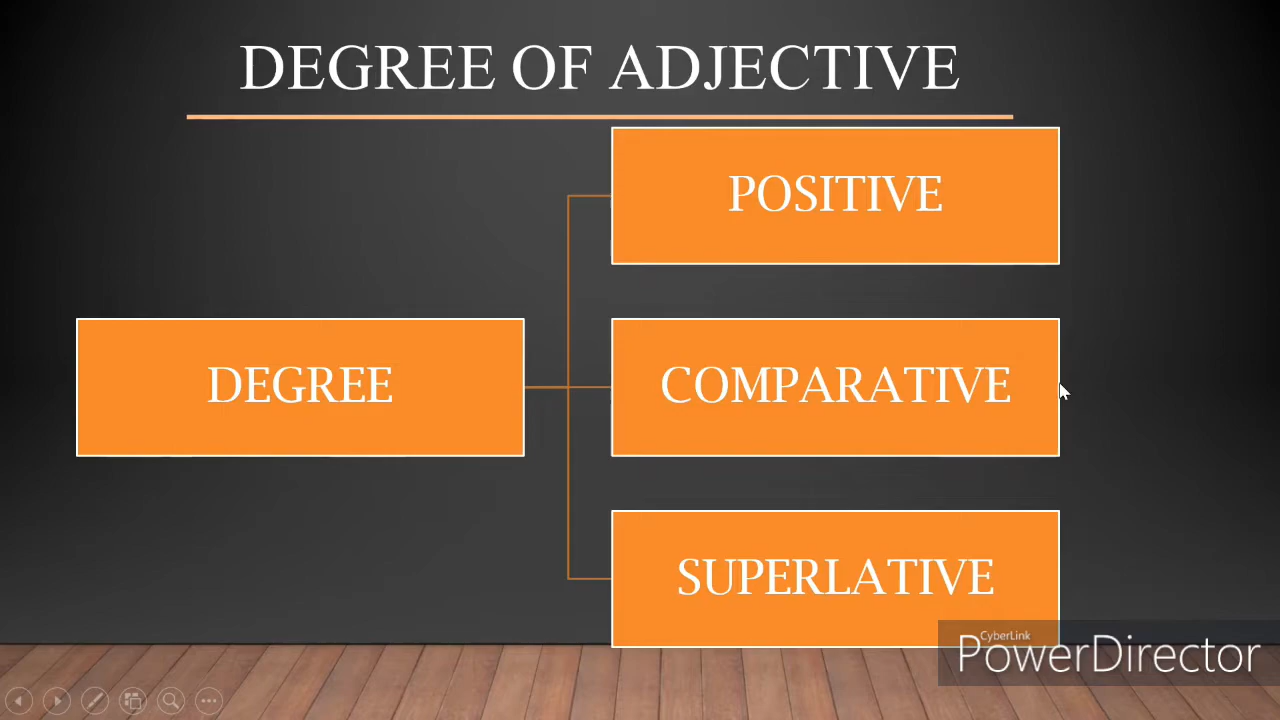 DEGREE OF ADJECTIVE
POSITIVE
DEGREE
COMPARATIVE
SUPERLATIVE
CyberLink
PowerDirector